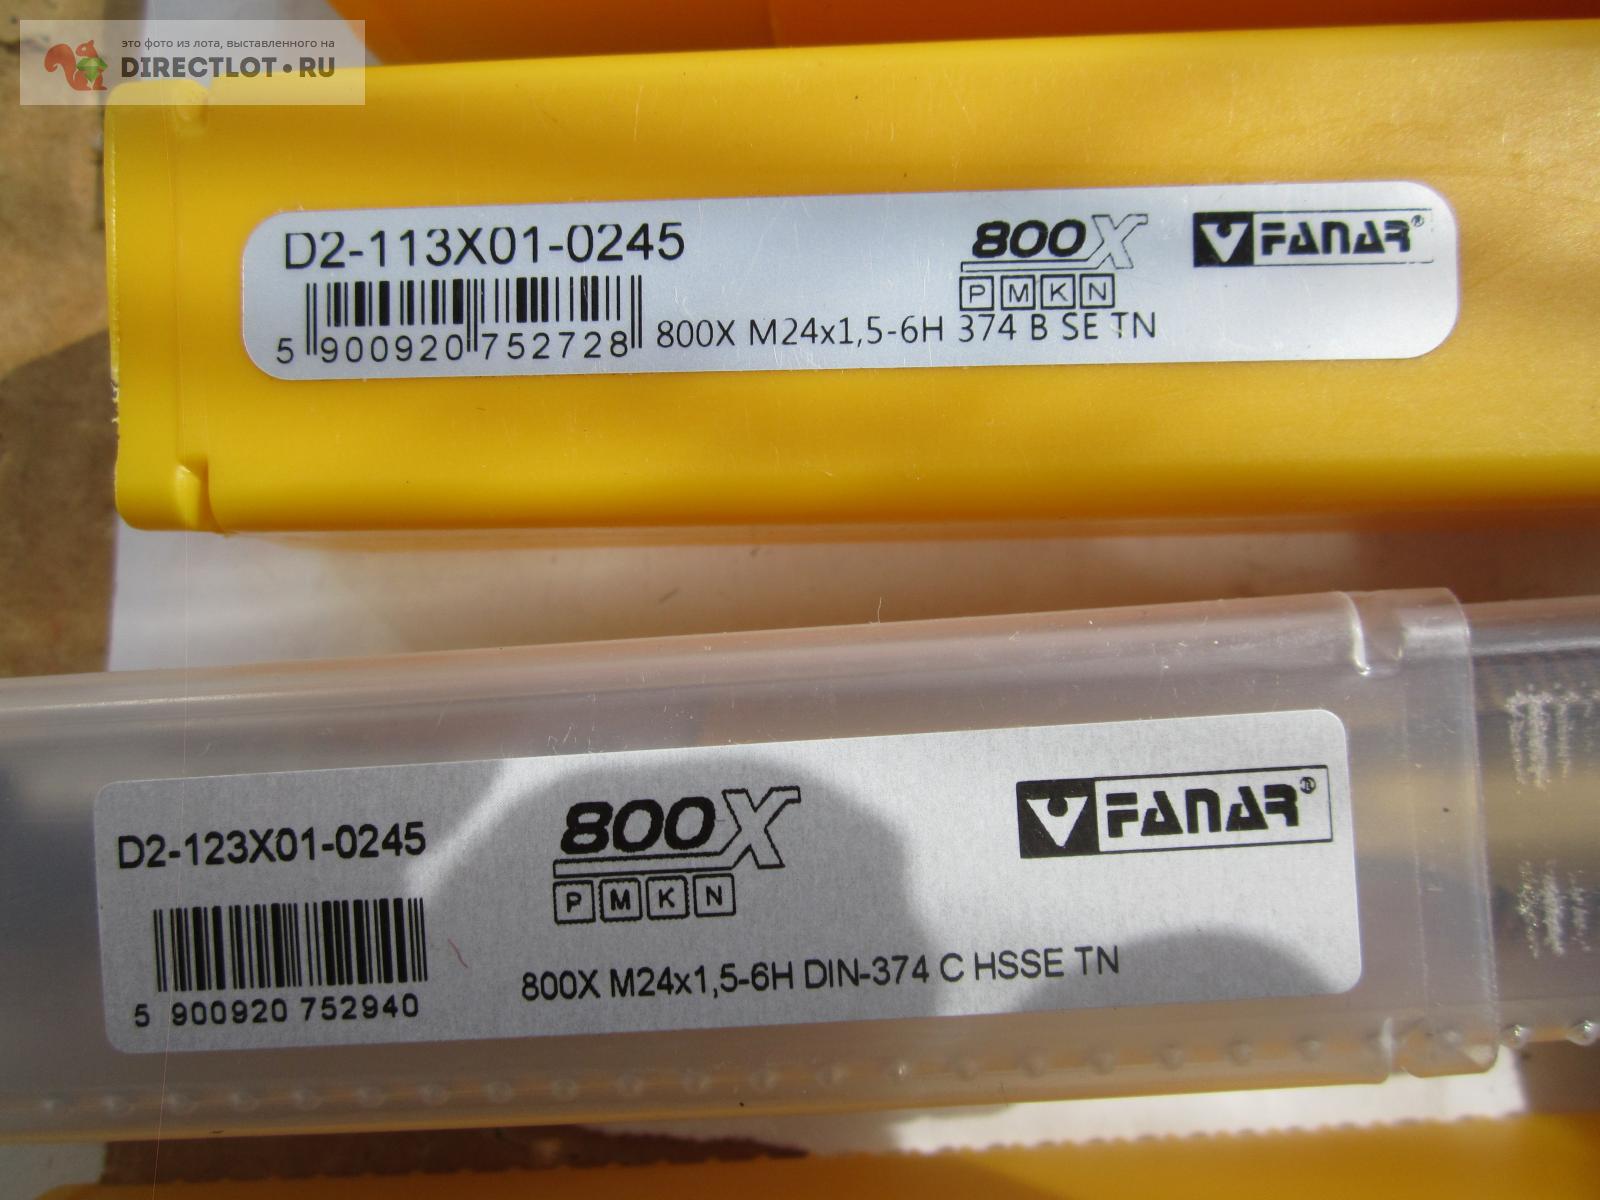 это фото из лота, выставленного на
DIRECTLOT•RU
D2-113X01-0245
800X
FANAR®
P M K N
5 900920 752728
800X M24x1,5-6H 374 B SE TN
D2-123X01-0245
800X
FANAR®
P M K N
5 900920 752940
800X M24x1,5-6H DIN-374 C HSSE TN